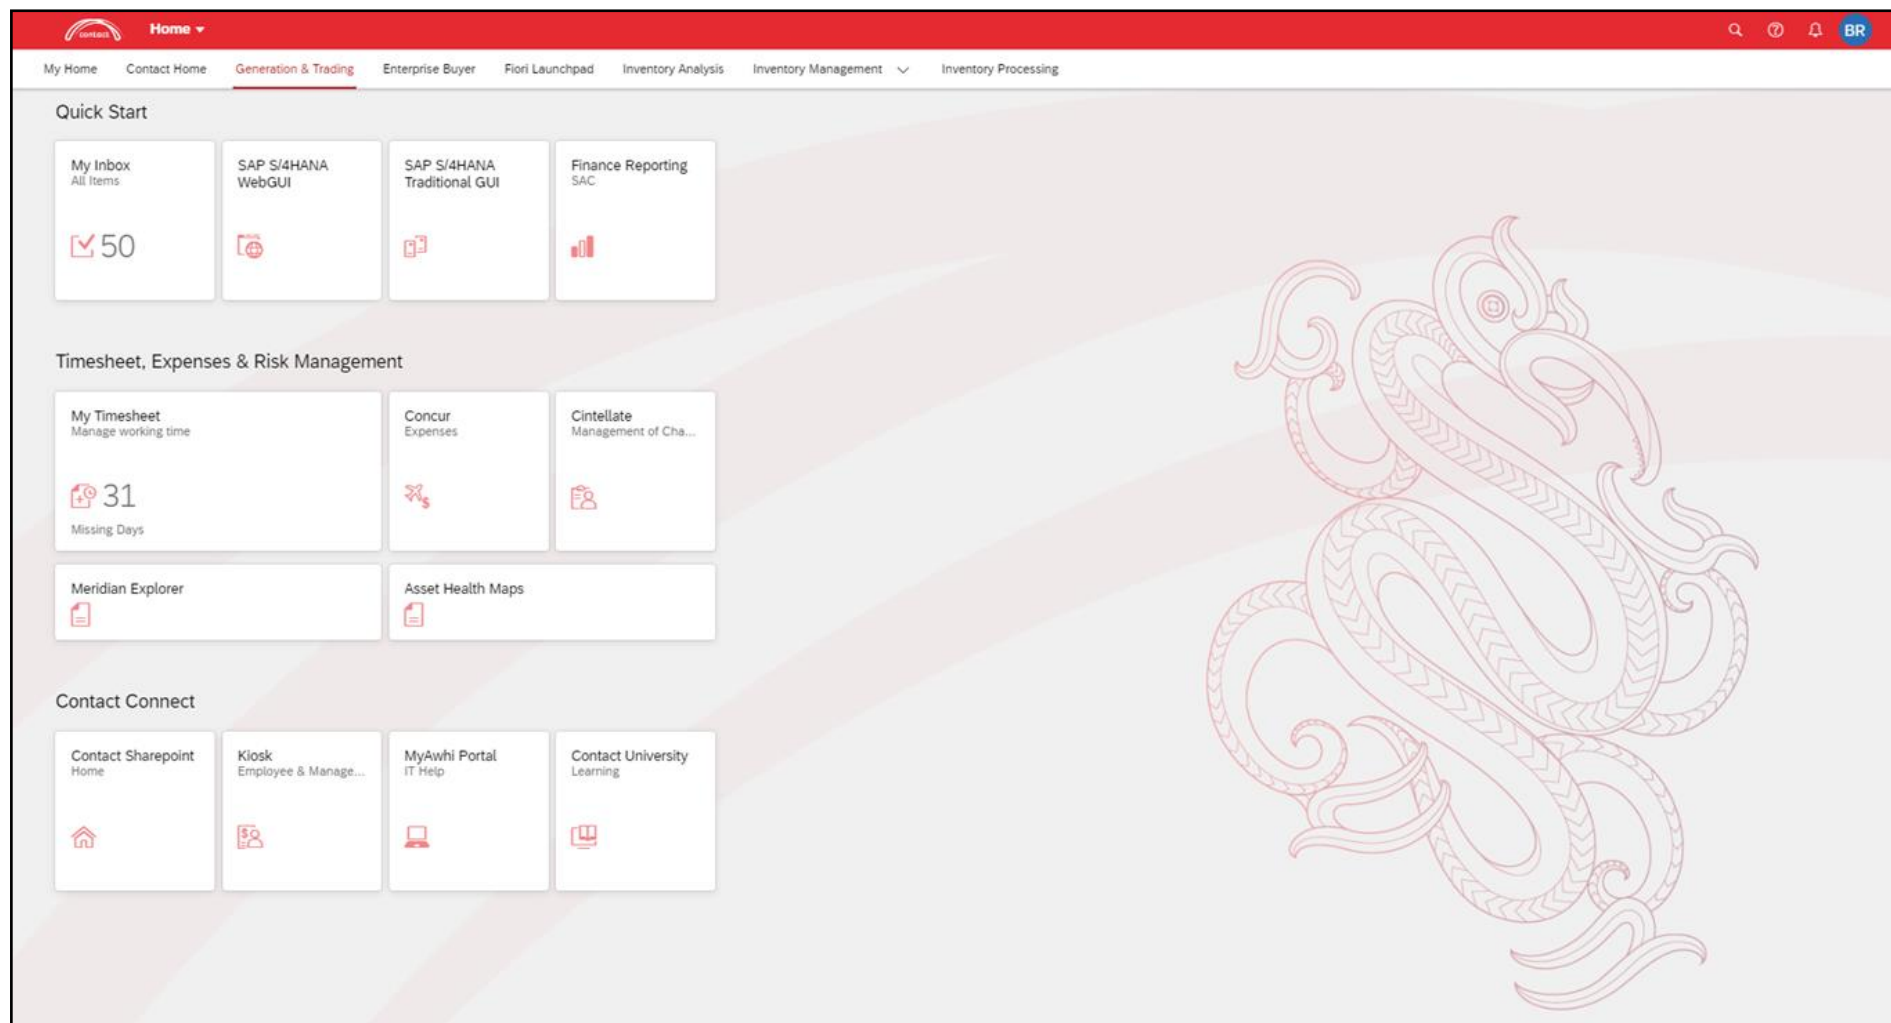 contact
Home
BR
My Home Contact Home Generation & Trading Enterprise Buyer Fiori Launchpad Inventory Analysis Inventory Management Inventory Processing
Quick Start
My Inbox
All Items
50
SAP S/4HANA
WebGUI
SAP S/4HANA
Traditional GUI
Finance Reporting
SAC
Timesheet, Expenses & Risk Management
My Timesheet
Manage working time
31
Missing Days
Concur
Expenses
Cintellate
Management of Cha...
Meridian Explorer
Asset Health Maps
Contact Connect
Contact Sharepoint
Home
Kiosk
Employee & Manage...
MyAwhi Portal
IT Help
Contact University
Learning